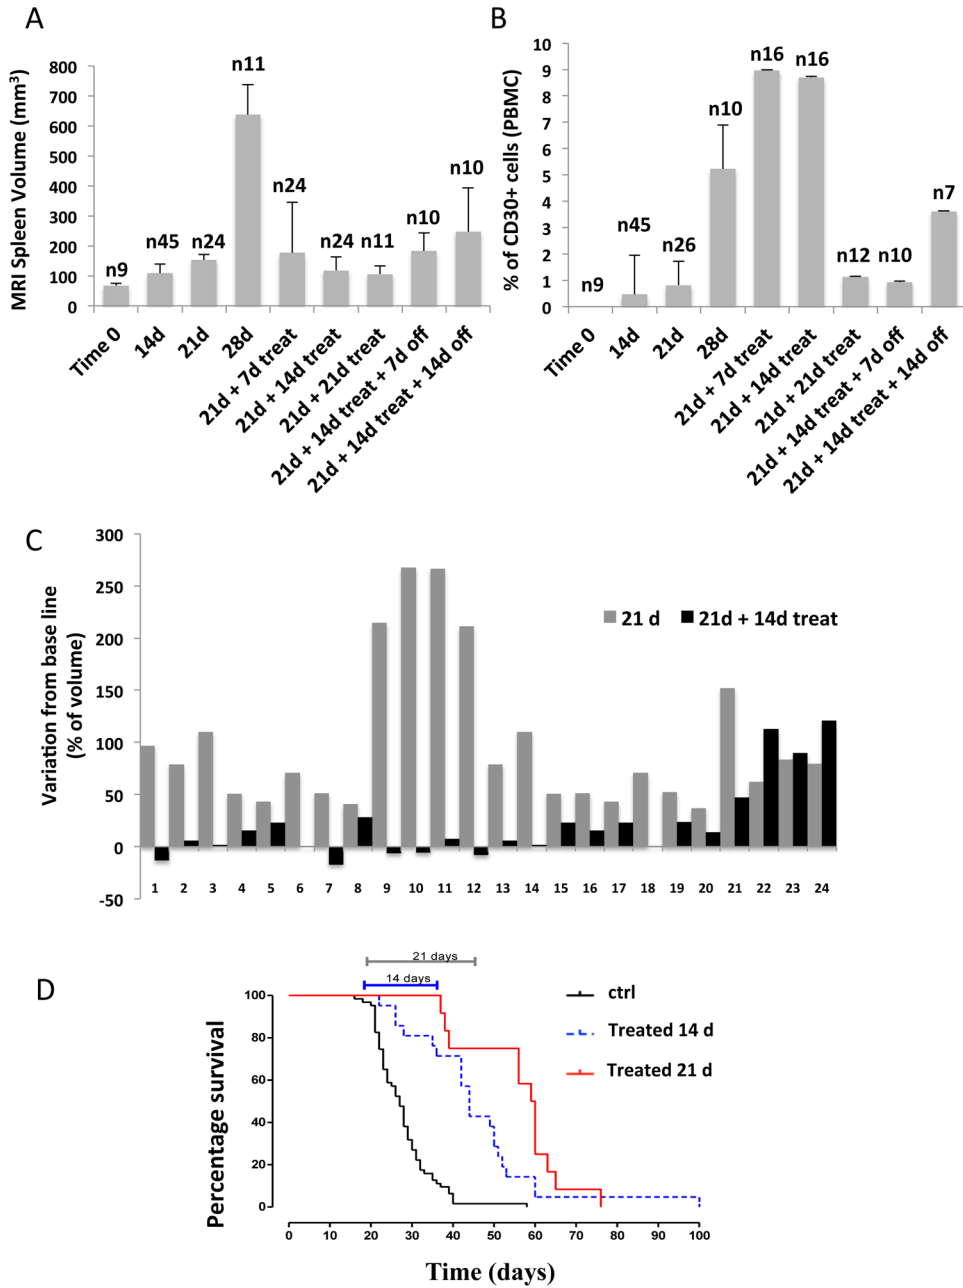 A
MRI Spleen Volume (mm³)
800
700
600
500
400
300
200
100
0
n9
n45
n24
n11
n24
n24
n11
n10
n10
Time 0
14d
21d
28d
21d + 7d treat
21d + 14d treat
21d + 21d treat
21d + 14d treat + 7d off
21d + 14d treat + 14d off
B
% of CD30+ cells (PBMC)
10
9
8
7
6
5
4
3
2
1
0
n9
n45
n26
n10
n16
n16
n12
n10
n7
Time 0
14d
21d
28d
21d + 7d treat
21d + 14d treat
21d + 21d treat
21d + 14d treat + 7d off
21d + 14d treat + 14d off
C
Variation from base line
(% of volume)
300
250
200
150
100
50
0
-50
21 d 21d + 14d treat
1 2 3 4 5 6 7 8 9 10 11 12 13 14 15 16 17 18 19 20 21 22 23 24
D
21 days
14 days
Percentage survival
100
80
60
40
20
0
ctrl
Treated 14 d
Treated 21 d
0 10 20 30 40 50 60 70 80 90 100
Time (days)